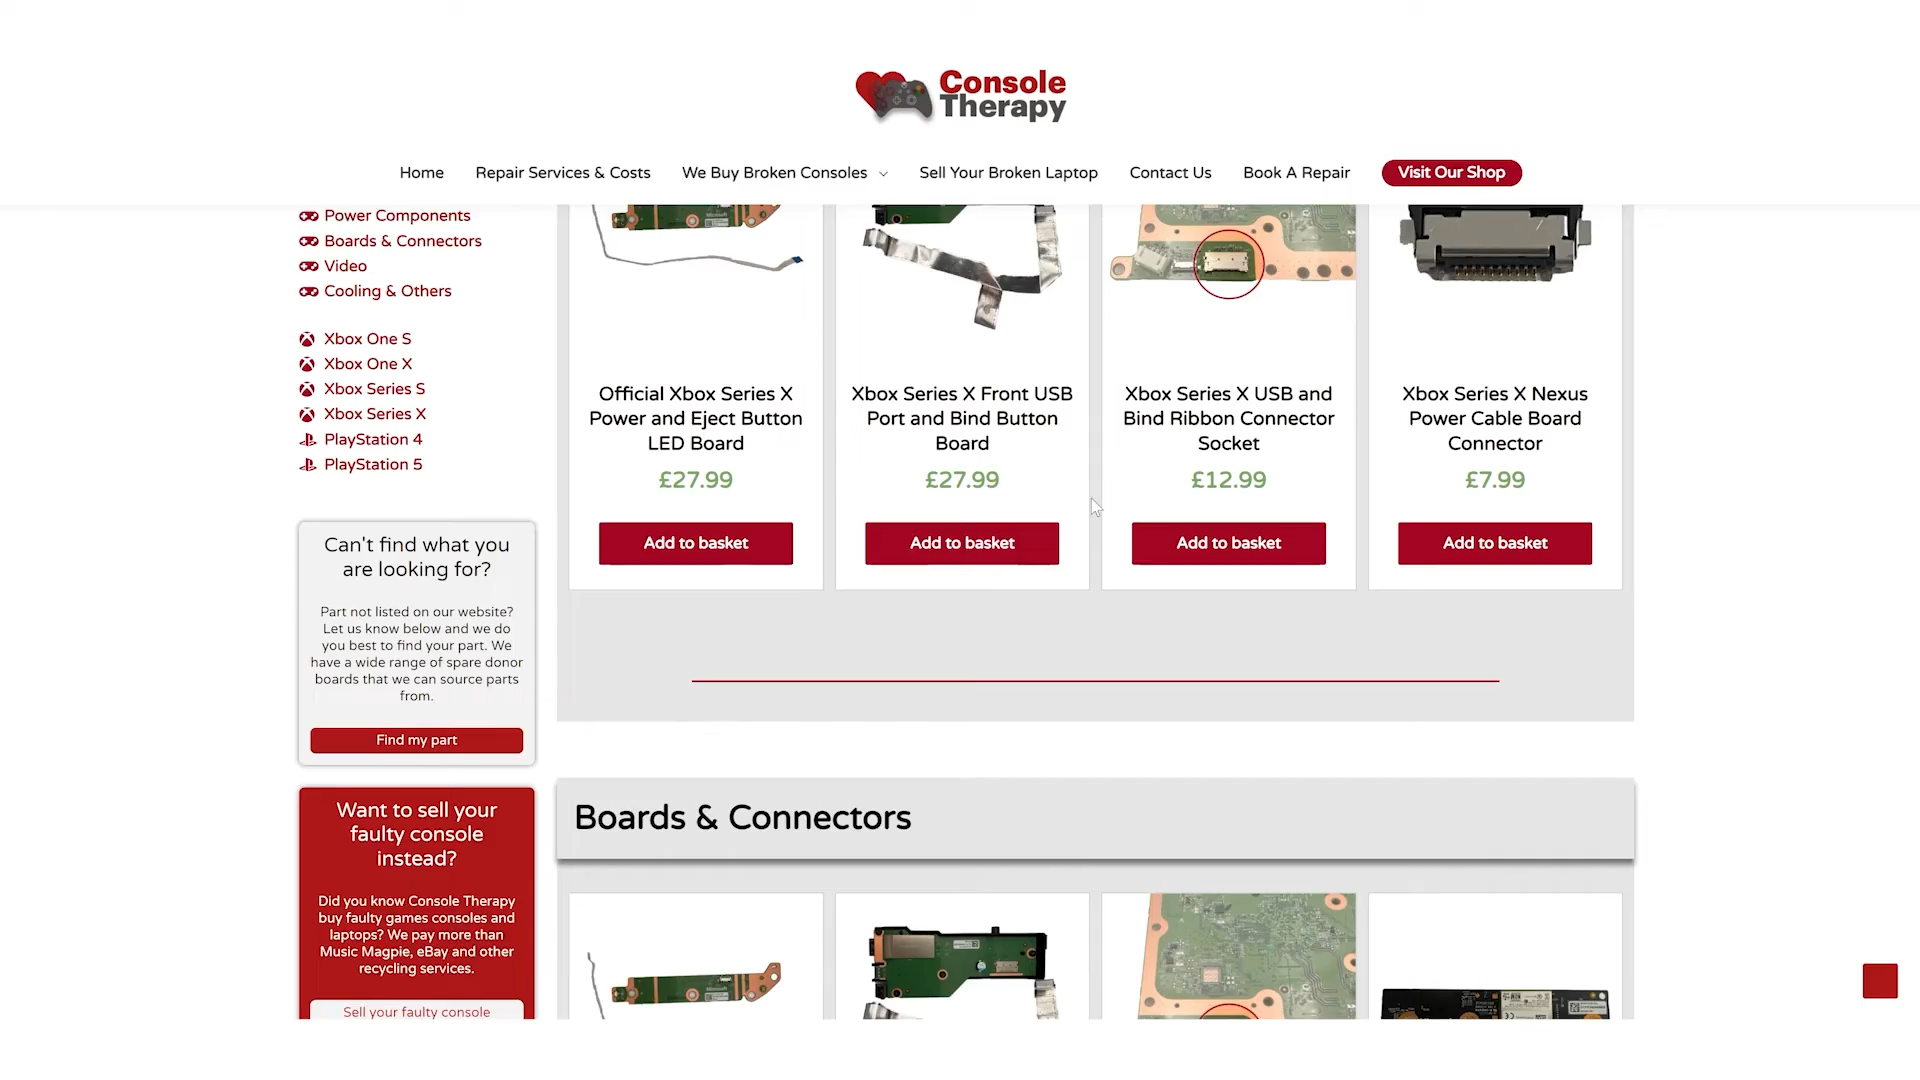 Console
Therapy
Home
Repair Services & Costs
We Buy Broken Consoles
Sell Your Broken Laptop
Contact Us
Book A Repair
Visit Our Shop
Power Components
Boards & Connectors
Video
Cooling & Others
Xbox One S
Xbox One X
Xbox Series S
Xbox Series X
PlayStation 4
PlayStation 5
Can't find what you
are looking for?
Part not listed on our website?
Let us know below and we do
you best to find your part. We
have a wide range of spare donor
boards that we can source parts
from.
Find my part
Want to sell your
faulty console
instead?
Did you know Console Therapy
buy faulty games consoles and
laptops? We pay more than
Music Magpie, eBay and other
recycling services.
Sell your faulty console
Official Xbox Series X
Power and Eject Button
LED Board
£27.99
Add to basket
Xbox Series X Front USB
Port and Bind Button
Board
£27.99
Add to basket
Xbox Series X USB and
Bind Ribbon Connector
Socket
£12.99
Add to basket
Xbox Series X Nexus
Power Cable Board
Connector
£7.99
Add to basket
Boards & Connectors